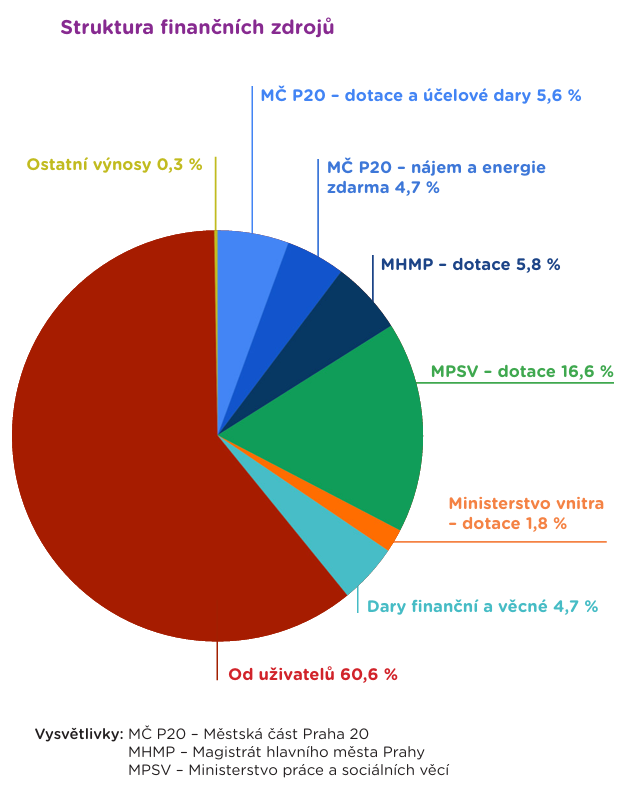 Struktura finančních zdrojů
MČ P20 – dotace a účelové dary 5,6 %
Ostatní výnosy 0,3 %
MČ P20 – nájem a energie
zdarma 4,7 %
MHMP – dotace 5,8 %
MPSV – dotace 16,6 %
Ministerstvo vnitra
– dotace 1,8 %
Dary finanční a věcné 4,7 %
Od uživatelů 60,6 %
Vysvětlivky: MČ P20 – Městská část Praha 20
MHMP – Magistrát hlavního města Prahy
MPSV – Ministerstvo práce a sociálních věcí